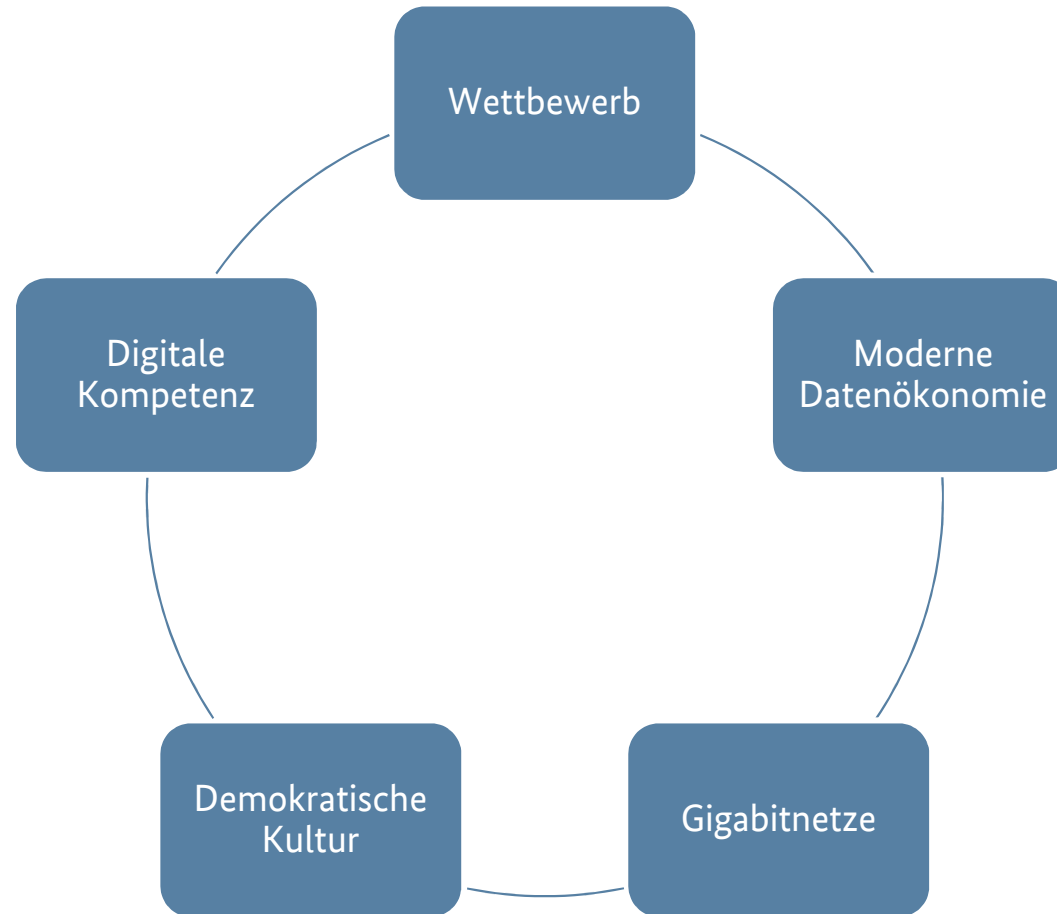 Wettbewerb
Digitale
Kompetenz
Moderne
Datenökonomie
Demokratische
Kultur
Gigabitnetze